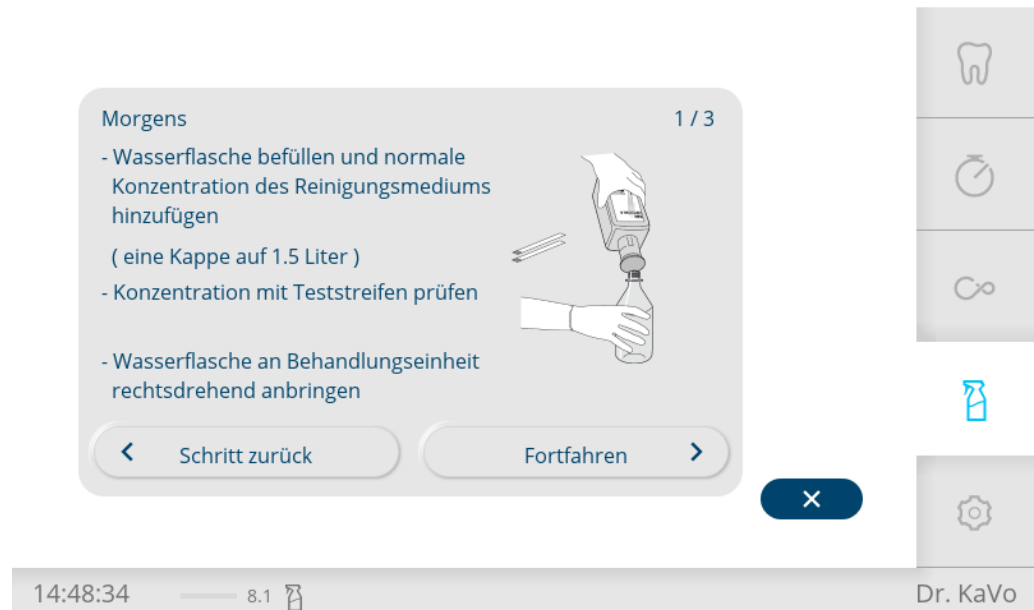 Morgens
1 / 3
- Wasserflasche befüllen und normale
Konzentration des Reinigungsmediums
hinzufügen
( eine Kappe auf 1.5 Liter )
- Konzentration mit Teststreifen prüfen
- Wasserflasche an Behandlungseinheit
rechtsdrehend anbringen
Schritt zurück
Fortfahren
14:48:34
8.1
Dr. KaVo